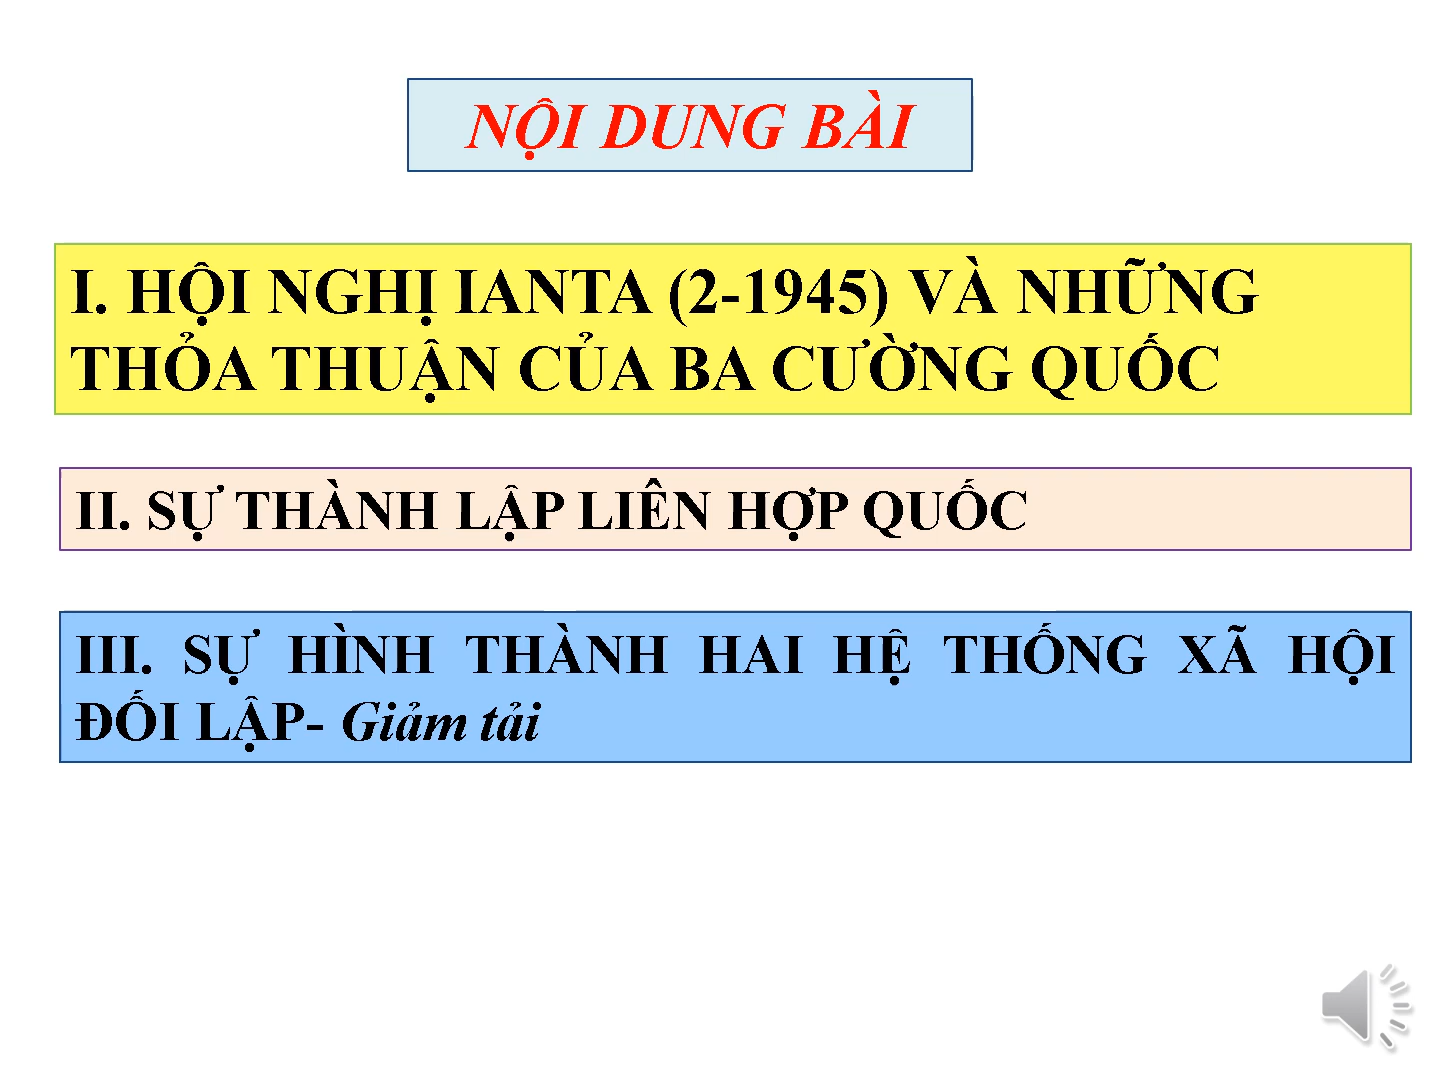 NỘI DUNG BÀI
I. HỘI NGHỊ IANTA (2-1945) VÀ NHỮNG
THỎA THUẬN CỦA BA CƯỜNG QUỐC
II. SỰ THÀNH LẬP LIÊN HỢP QUỐC
III. SỰ HÌNH THÀNH HAI HỆ THỐNG XÃ HỘI
ĐỐI LẬP- Giảm tải